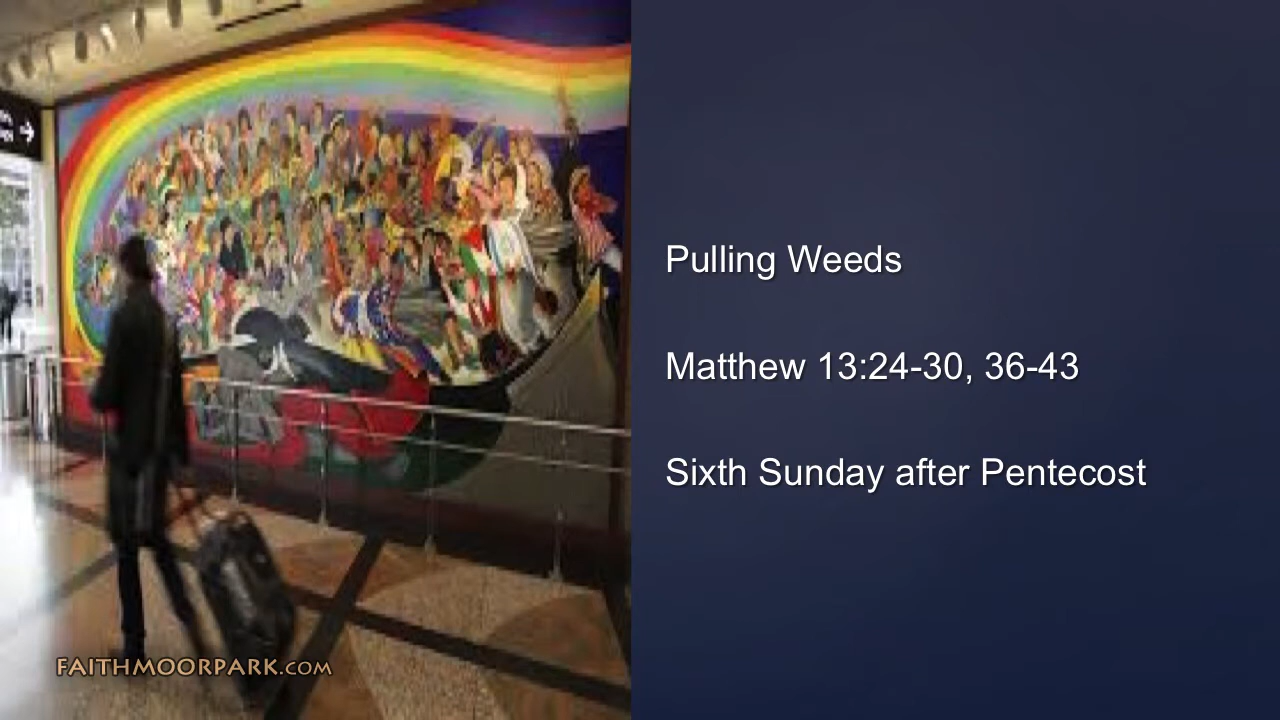 Pulling Weeds
Matthew 13:24-30, 36-43
Sixth Sunday after Pentecost
FAITHMOORPARK.COM